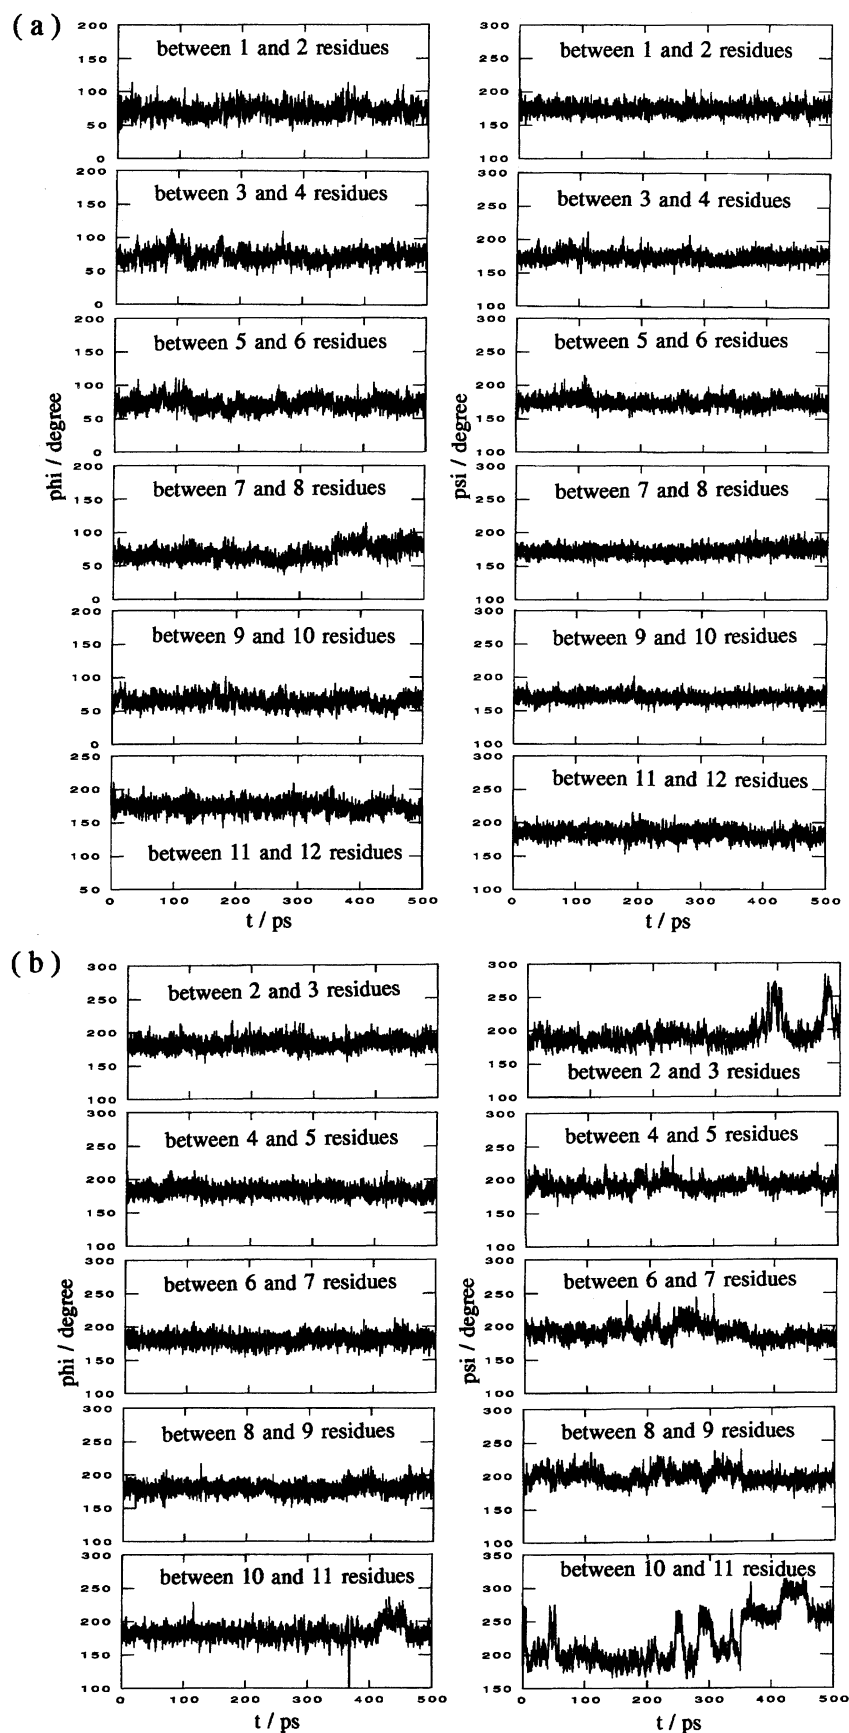 (a)
200 between 1 and 2 residues 300 between 1 and 2 residues
150 250
100 200
50 150
0 100
200 between 3 and 4 residues 300 between 3 and 4 residues
150 250
100 200
50 150
0 100
200 between 5 and 6 residues 300 between 5 and 6 residues
150 250
100 200
50 150
0 100
phi / degree psi / degree
200 between 7 and 8 residues 300 between 7 and 8 residues
150 250
100 200
50 150
0 100
200 between 9 and 10 residues 300 between 9 and 10 residues
150 250
100 200
50 150
0 100
250 300 between 11 and 12 residues
200 250
150 200
100 between 11 and 12 residues 150
50 100
0 100 200 300 400 500 0 100 200 300 400 500
t / ps t / ps
(b)
300 between 2 and 3 residues 300
250 250
200 200
150 150 between 2 and 3 residues
100 100
300 between 4 and 5 residues 300 between 4 and 5 residues
250 250
200 200
150 150
100 100
300 between 6 and 7 residues 300 between 6 and 7 residues
250 250
200 200
150 150
100 100
phi / degree psi / degree
300 between 8 and 9 residues 300 between 8 and 9 residues
250 250
200 200
150 150
100 100
300 between 10 and 11 residues 350 between 10 and 11 residues
250 300
200 250
150 200
100 150
0 100 200 300 400 500 0 100 200 300 400 500
t / ps t / ps